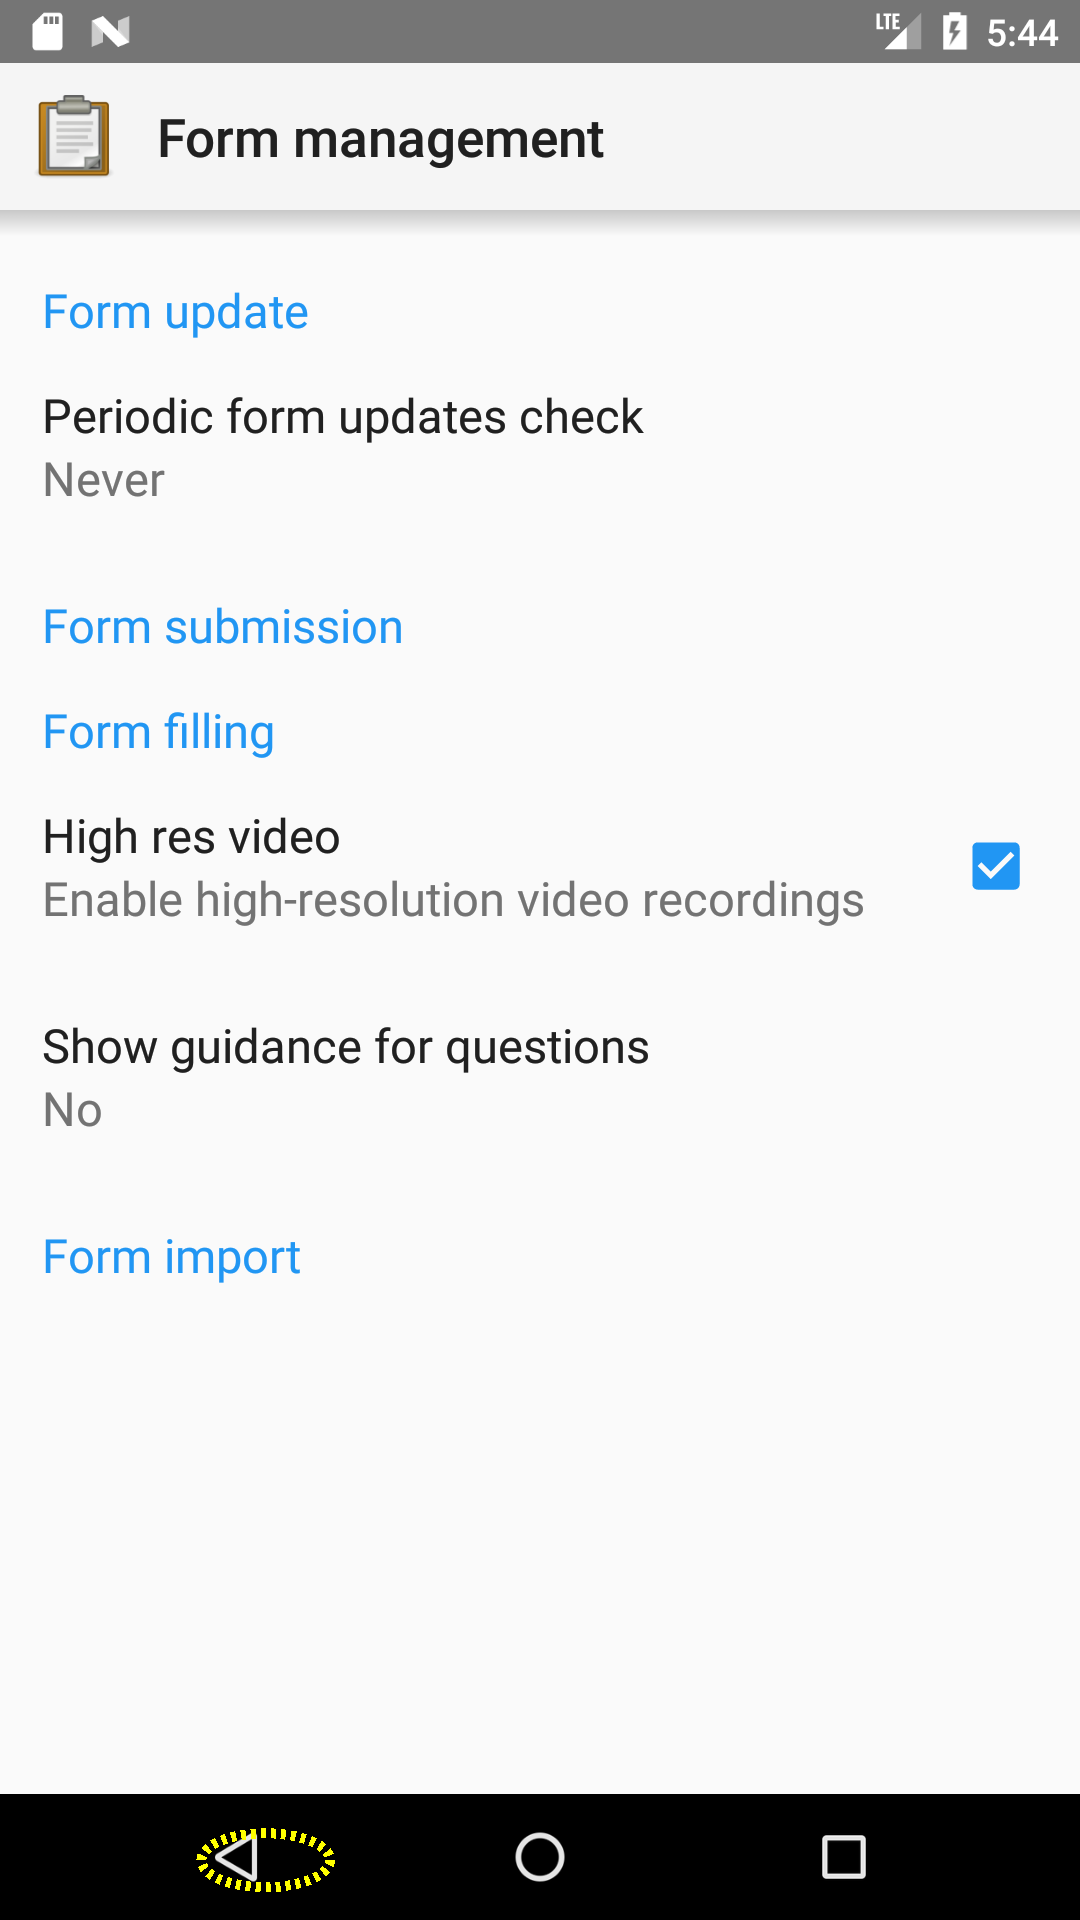 LTE 5:44
Form management
Form update
Periodic form updates check
Never
Form submission
Form filling
High res video
Enable high-resolution video recordings
Show guidance for questions
No
Form import